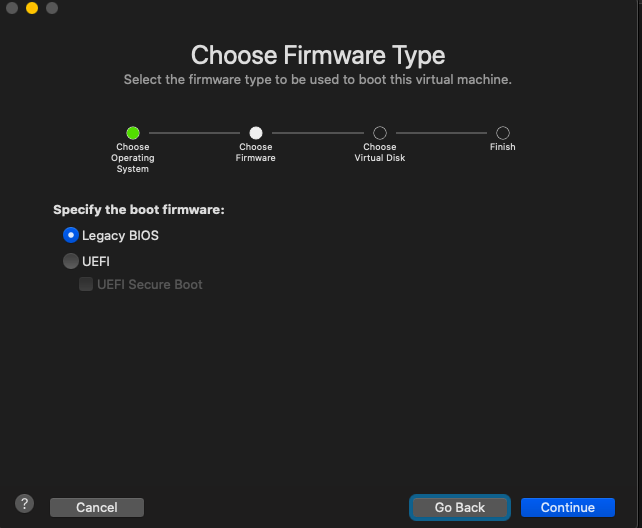 Choose Firmware Type
Select the firmware type to be used to boot this virtual machine.
Choose
Operating
System
Choose
Firmware
Choose
Virtual Disk
Finish
Specify the boot firmware:
Legacy BIOS
UEFI
UEFI Secure Boot
?
Cancel
Go Back
Continue